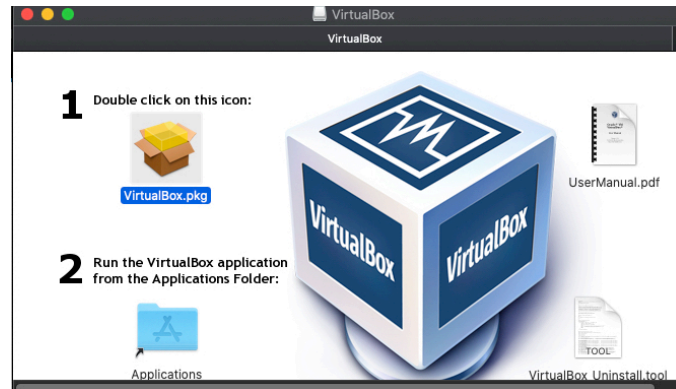 VirtualBox
VirtualBox
1
Double click on this icon:
VirtualBox.pkg
2
Run the VirtualBox application
from the Applications Folder:
Applications
VirtualBox
VirtualBox
UserManual.pdf
TOOL
VirtualBox_Uninstall.tool